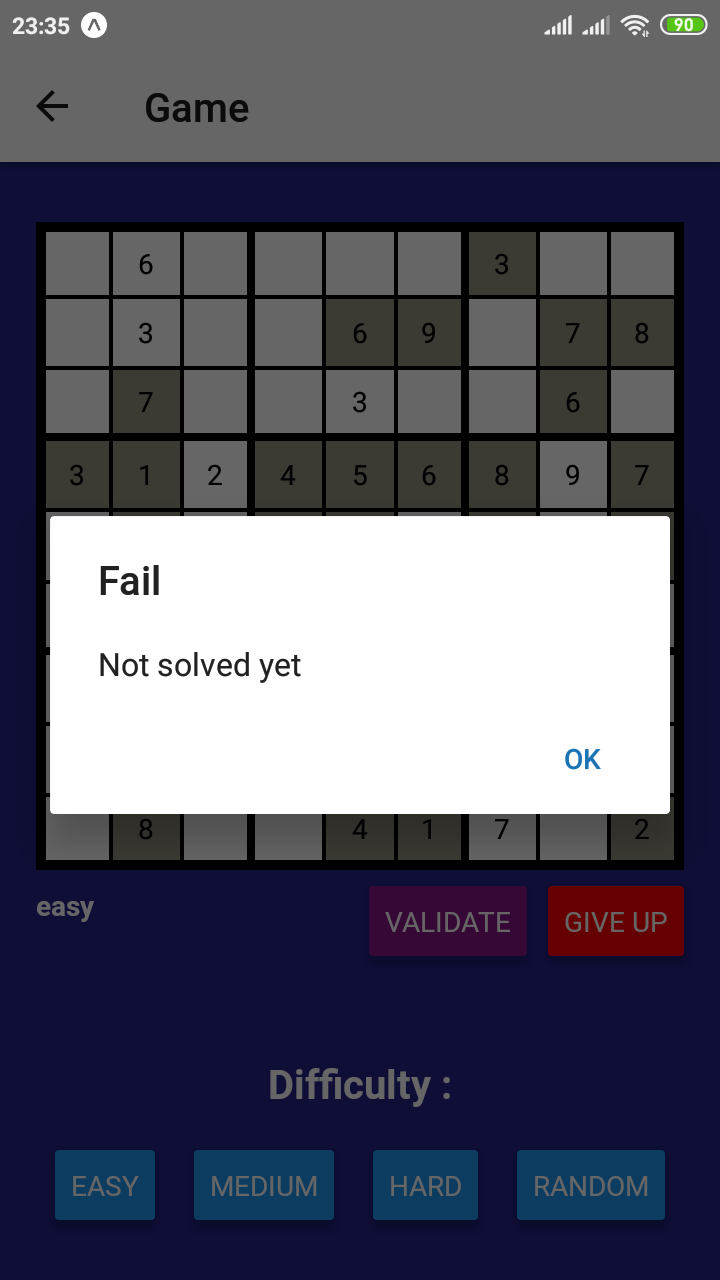 23:35 90
Game
6 3
3 6 9 7 8
7 3 6
3 1 2 4 5 6 8 9 7
Fail
Not solved yet
OK
8 4 1 7 2
easy VALIDATE GIVE UP
Difficulty :
EASY MEDIUM HARD RANDOM